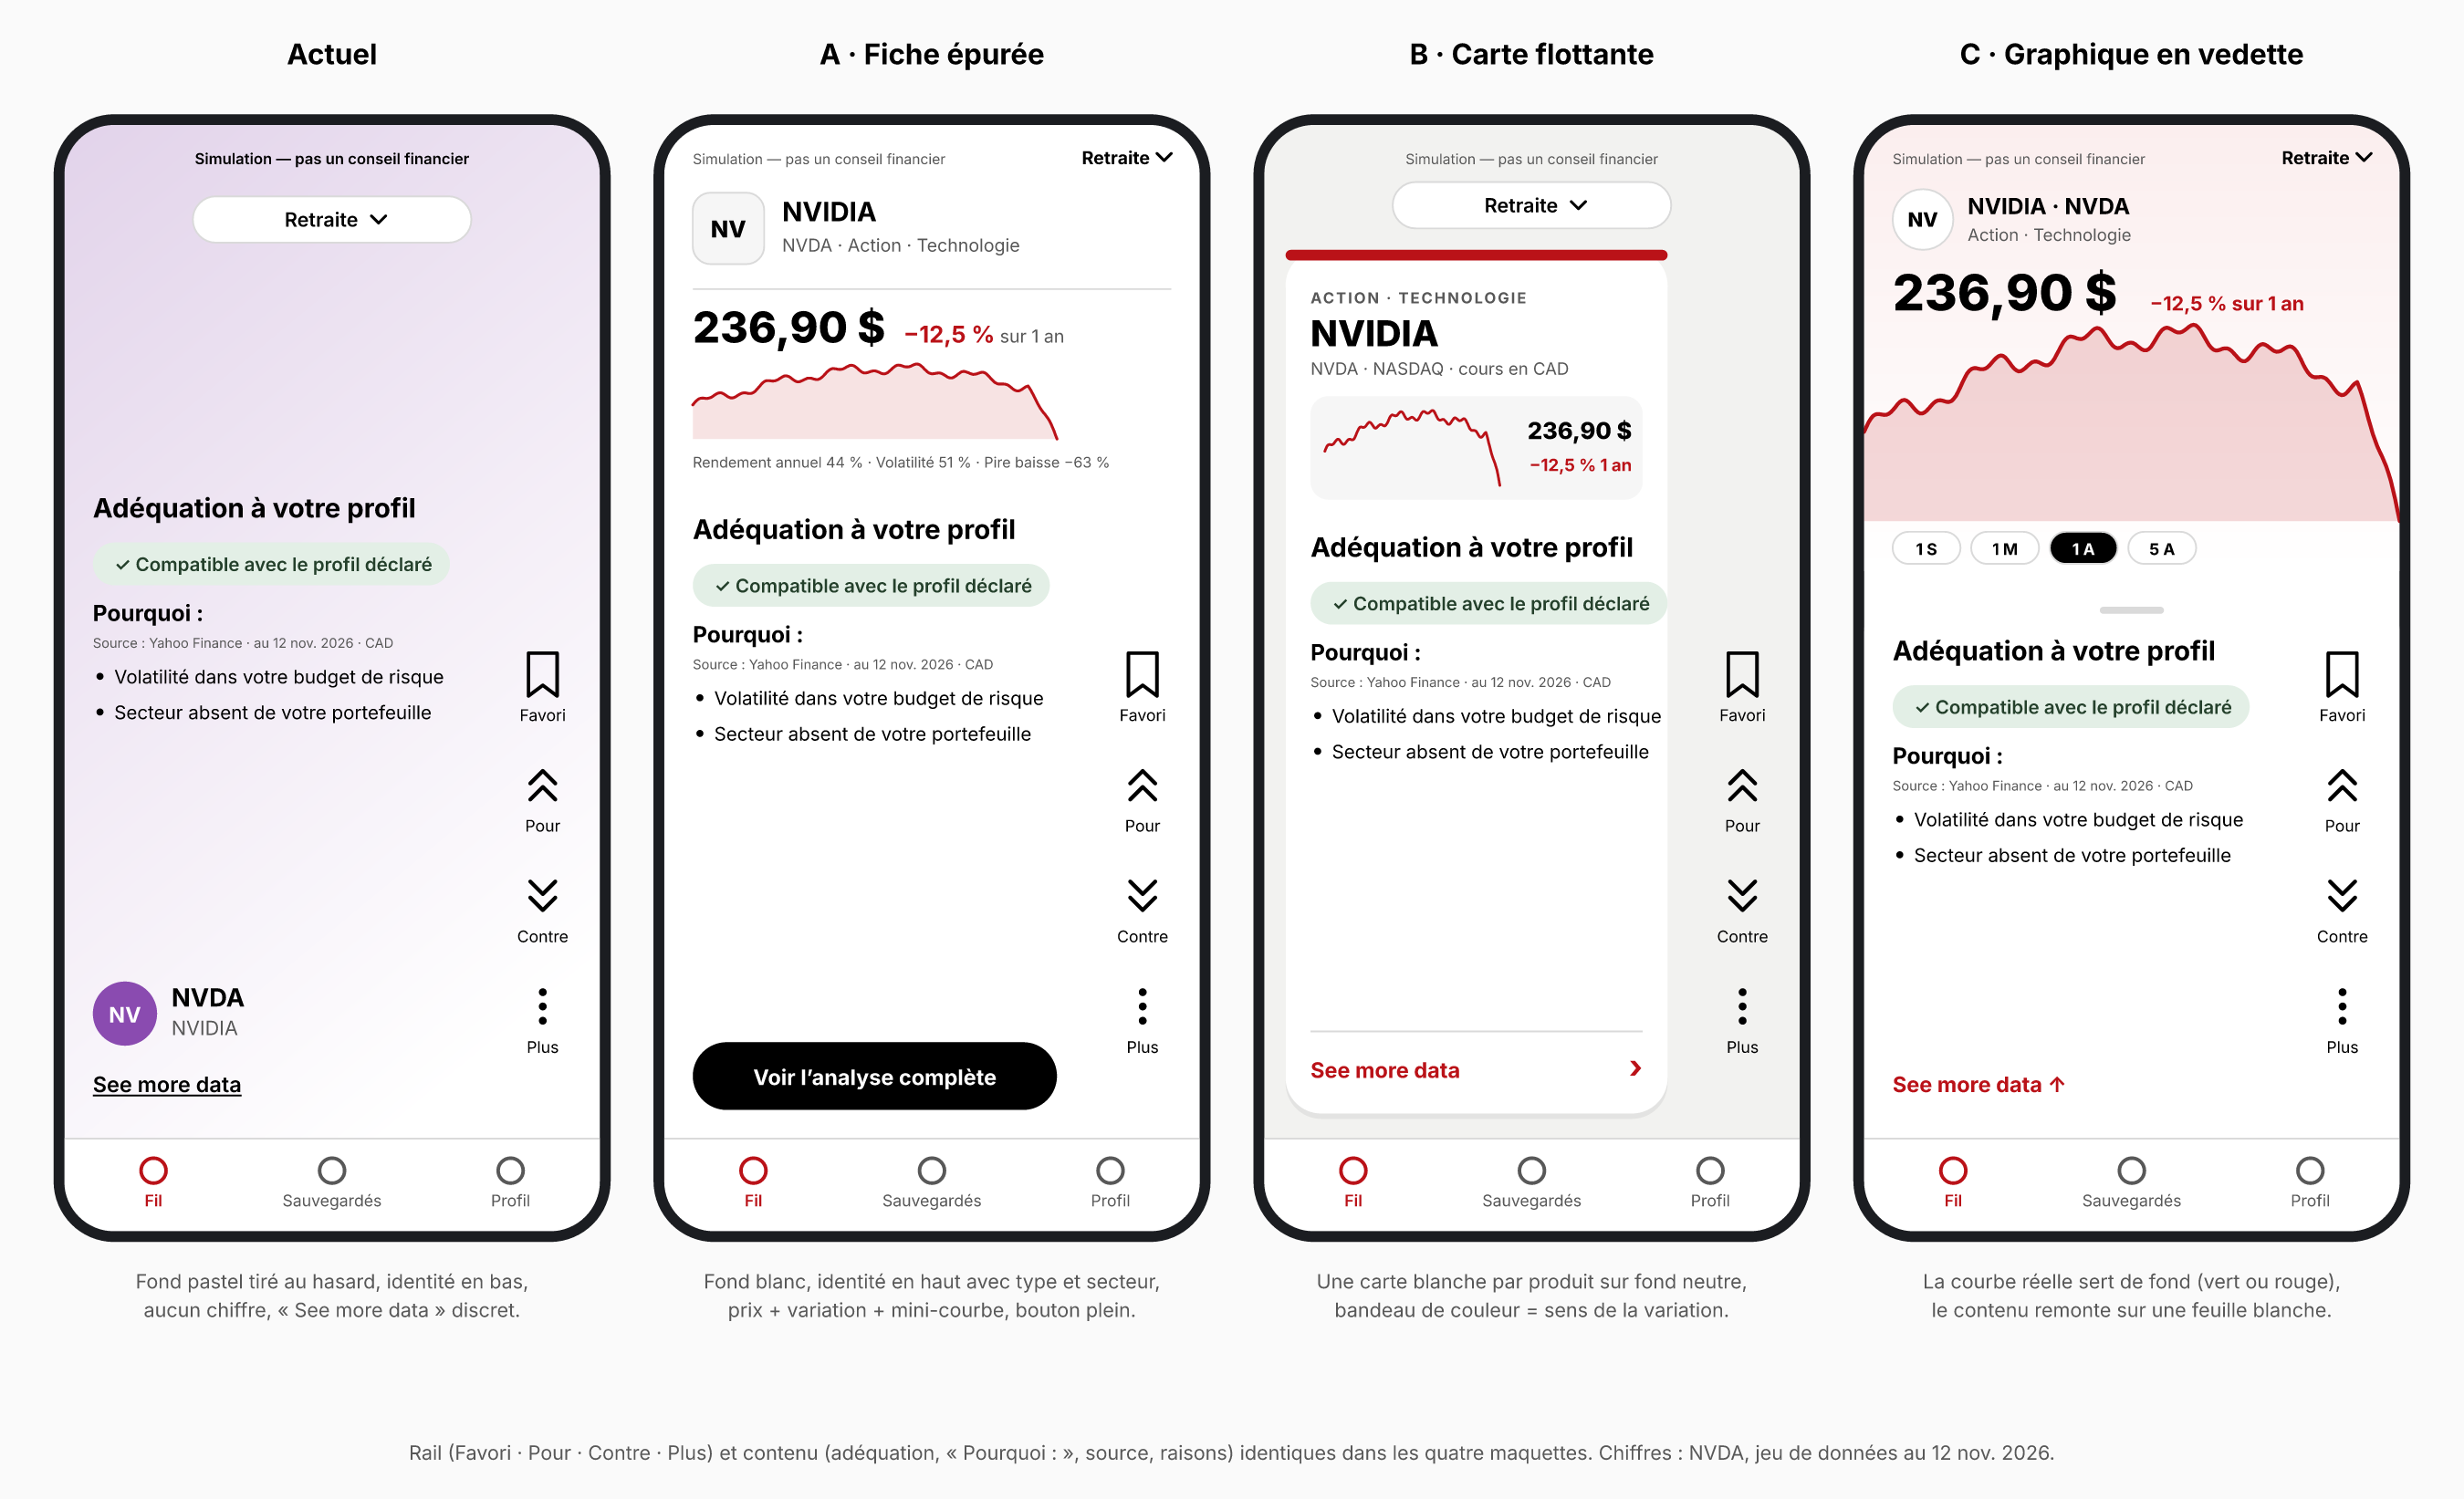 Actuel
Simulation — pas un conseil financier
Retraite
Adéquation à votre profil
✓ Compatible avec le profil déclaré
Pourquoi :
Source : Yahoo Finance · au 12 nov. 2026 · CAD
• Volatilité dans votre budget de risque
• Secteur absent de votre portefeuille
Favori
Pour
Contre
Plus
NV
NVDA
NVIDIA
See more data
Fil
Sauvegardés
Profil
Fond pastel tiré au hasard, identité en bas,
aucun chiffre, « See more data » discret.
A · Fiche épurée
Simulation — pas un conseil financier
Retraite
NV
NVIDIA
NVDA · Action · Technologie
236,90 $ −12,5 % sur 1 an
Rendement annuel 44 % · Volatilité 51 % · Pire baisse −63 %
Adéquation à votre profil
✓ Compatible avec le profil déclaré
Pourquoi :
Source : Yahoo Finance · au 12 nov. 2026 · CAD
• Volatilité dans votre budget de risque
• Secteur absent de votre portefeuille
Favori
Pour
Contre
Plus
Voir l’analyse complète
Fil
Sauvegardés
Profil
Fond blanc, identité en haut avec type et secteur,
prix + variation + mini-courbe, bouton plein.
B · Carte flottante
Simulation — pas un conseil financier
Retraite
ACTION · TECHNOLOGIE
NVIDIA
NVDA · NASDAQ · cours en CAD
236,90 $
−12,5 % 1 an
Adéquation à votre profil
✓ Compatible avec le profil déclaré
Pourquoi :
Source : Yahoo Finance · au 12 nov. 2026 · CAD
• Volatilité dans votre budget de risque
• Secteur absent de votre portefeuille
Favori
Pour
Contre
Plus
See more data ›
Fil
Sauvegardés
Profil
Une carte blanche par produit sur fond neutre,
bandeau de couleur = sens de la variation.
C · Graphique en vedette
Simulation — pas un conseil financier
Retraite
NV
NVIDIA · NVDA
Action · Technologie
236,90 $ −12,5 % sur 1 an
1 S
1 M
1 A
5 A
Adéquation à votre profil
✓ Compatible avec le profil déclaré
Pourquoi :
Source : Yahoo Finance · au 12 nov. 2026 · CAD
• Volatilité dans votre budget de risque
• Secteur absent de votre portefeuille
Favori
Pour
Contre
Plus
See more data ↑
Fil
Sauvegardés
Profil
La courbe réelle sert de fond (vert ou rouge),
le contenu remonte sur une feuille blanche.
Rail (Favori · Pour · Contre · Plus) et contenu (adéquation, « Pourquoi : », source, raisons) identiques dans les quatre maquettes. Chiffres : NVDA, jeu de données au 12 nov. 2026.